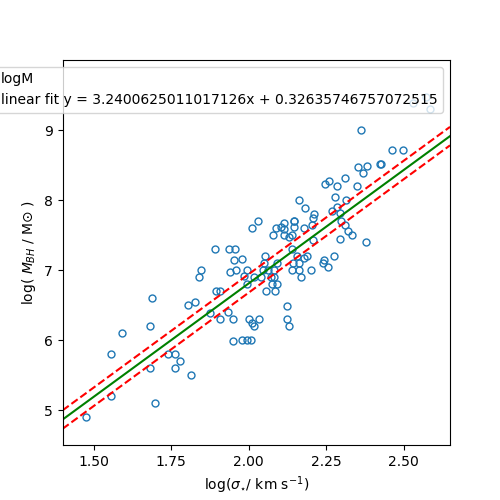 logM
linear fit y = 3.2400625011017126x + 0.32635746757072515
9
8
7
6
5
log( M_BH / M⊙ )
1.50 1.75 2.00 2.25 2.50
log(σ⋆/ km s⁻¹)